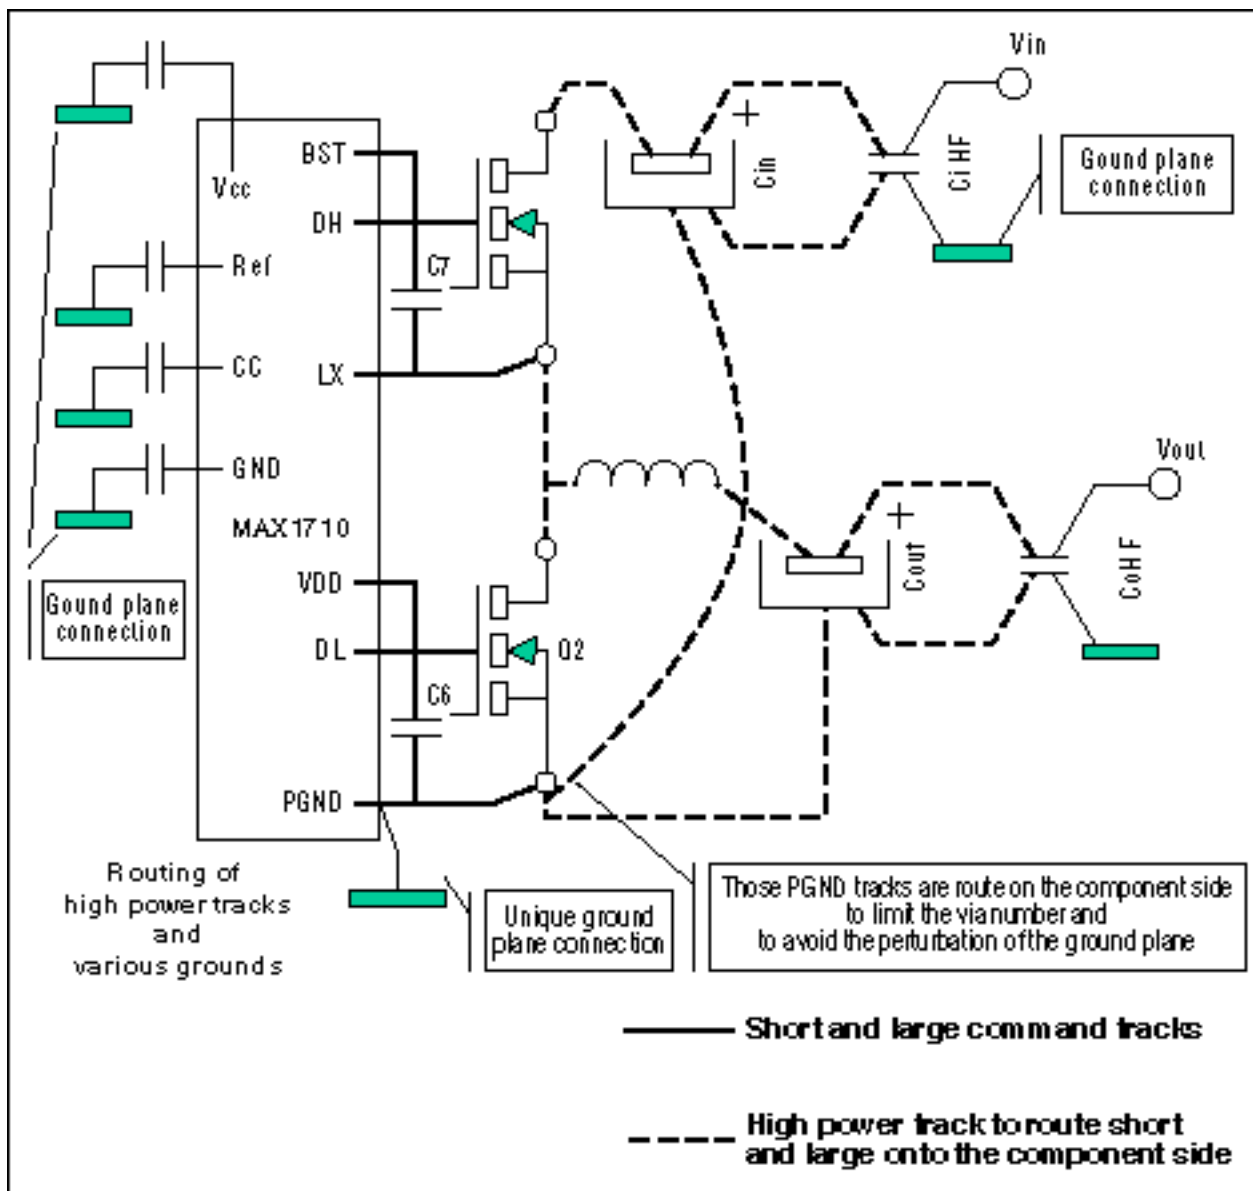 Vin
+
Cin
CiHF
Gound plane
connection
Vcc
BST
DH
Ref
C7
CC
LX
GND
MAX1710
Vout
+
Cout
CoHF
VDD
Gound plane
connection
DL
Q2
C6
PGND
Routing of
high power tracks
and
various grounds
Unique ground
plane connection
Those PGND tracks are route on the component side
to limit the via number and
to avoid the perturbation of the ground plane
Short and large command tracks
High power track to route short
and large onto the component side